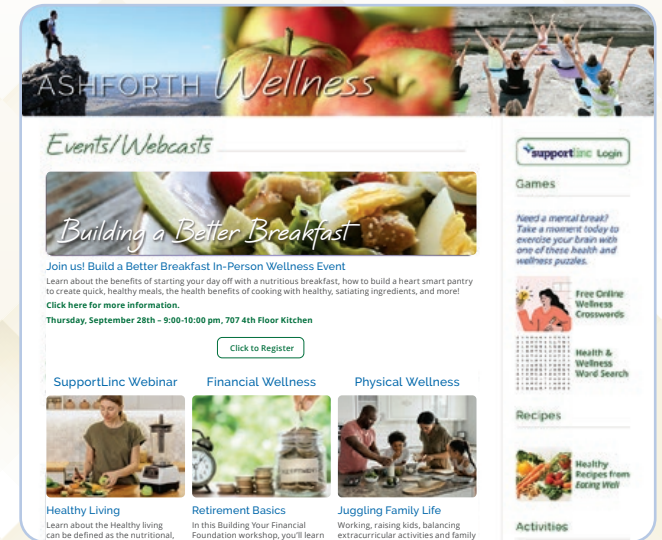 ASHFORTH Wellness
Events/Webcasts
Building a Better Breakfast
Join us! Build a Better Breakfast In-Person Wellness Event
Learn about the benefits of starting your day off with a nutritious breakfast, how to build a heart smart pantry
to create quick, healthy meals, the health benefits of cooking with healthy, satiating ingredients, and more!
Click here for more information.
Thursday, September 28th – 9:00-10:00 pm, 707 4th Floor Kitchen
Click to Register
SupportLinc Webinar
Healthy Living
Learn about the Healthy living
can be defined as the nutritional,
Financial Wellness
RETIREMENT
Retirement Basics
In this Building Your Financial
Foundation workshop, you'll learn
Physical Wellness
Juggling Family Life
Working, raising kids, balancing
extracurricular activities and family
supportlinc Login
Games
Need a mental break?
Take a moment today to
exercise your brain with
one of these health and
wellness puzzles.
Free Online
Wellness
Crosswords
Health &
Wellness
Word Search
Recipes
Healthy
Recipes from
Eating Well
Activities